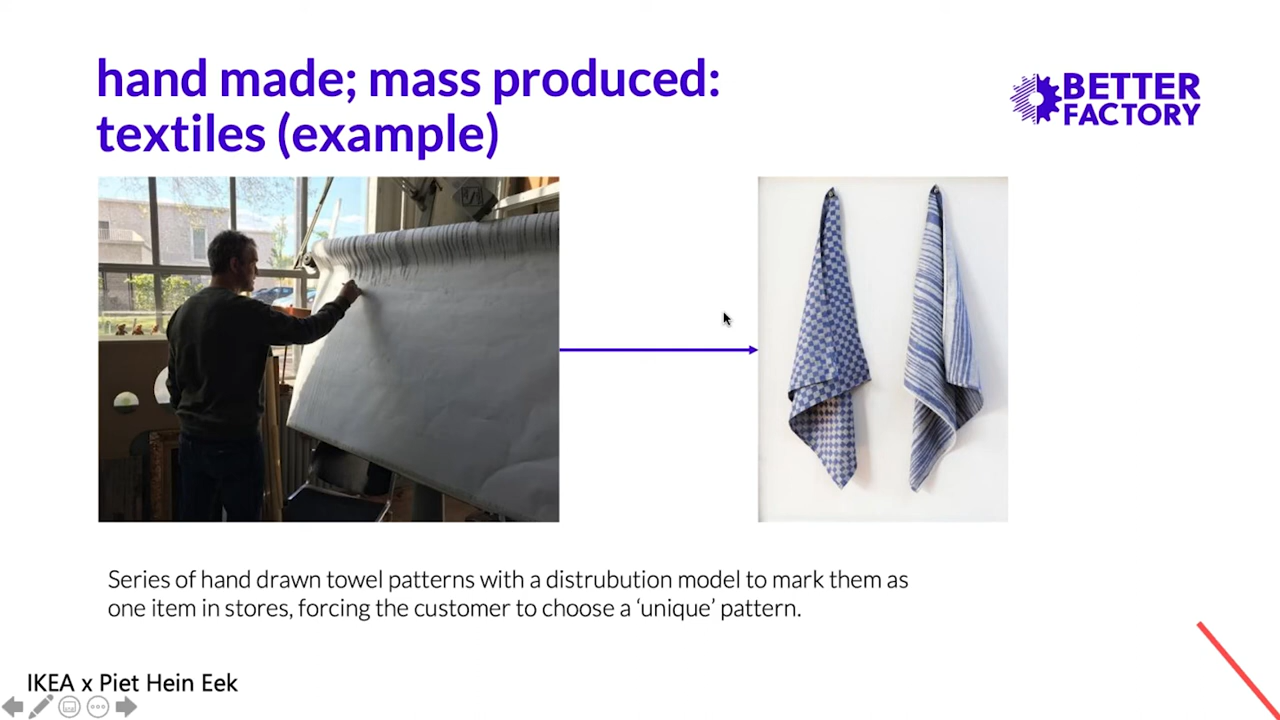 hand made; mass produced:
textiles (example)
BETTER
FACTORY
Series of hand drawn towel patterns with a distrubution model to mark them as
one item in stores, forcing the customer to choose a ‘unique’ pattern.
IKEA x Piet Hein Eek